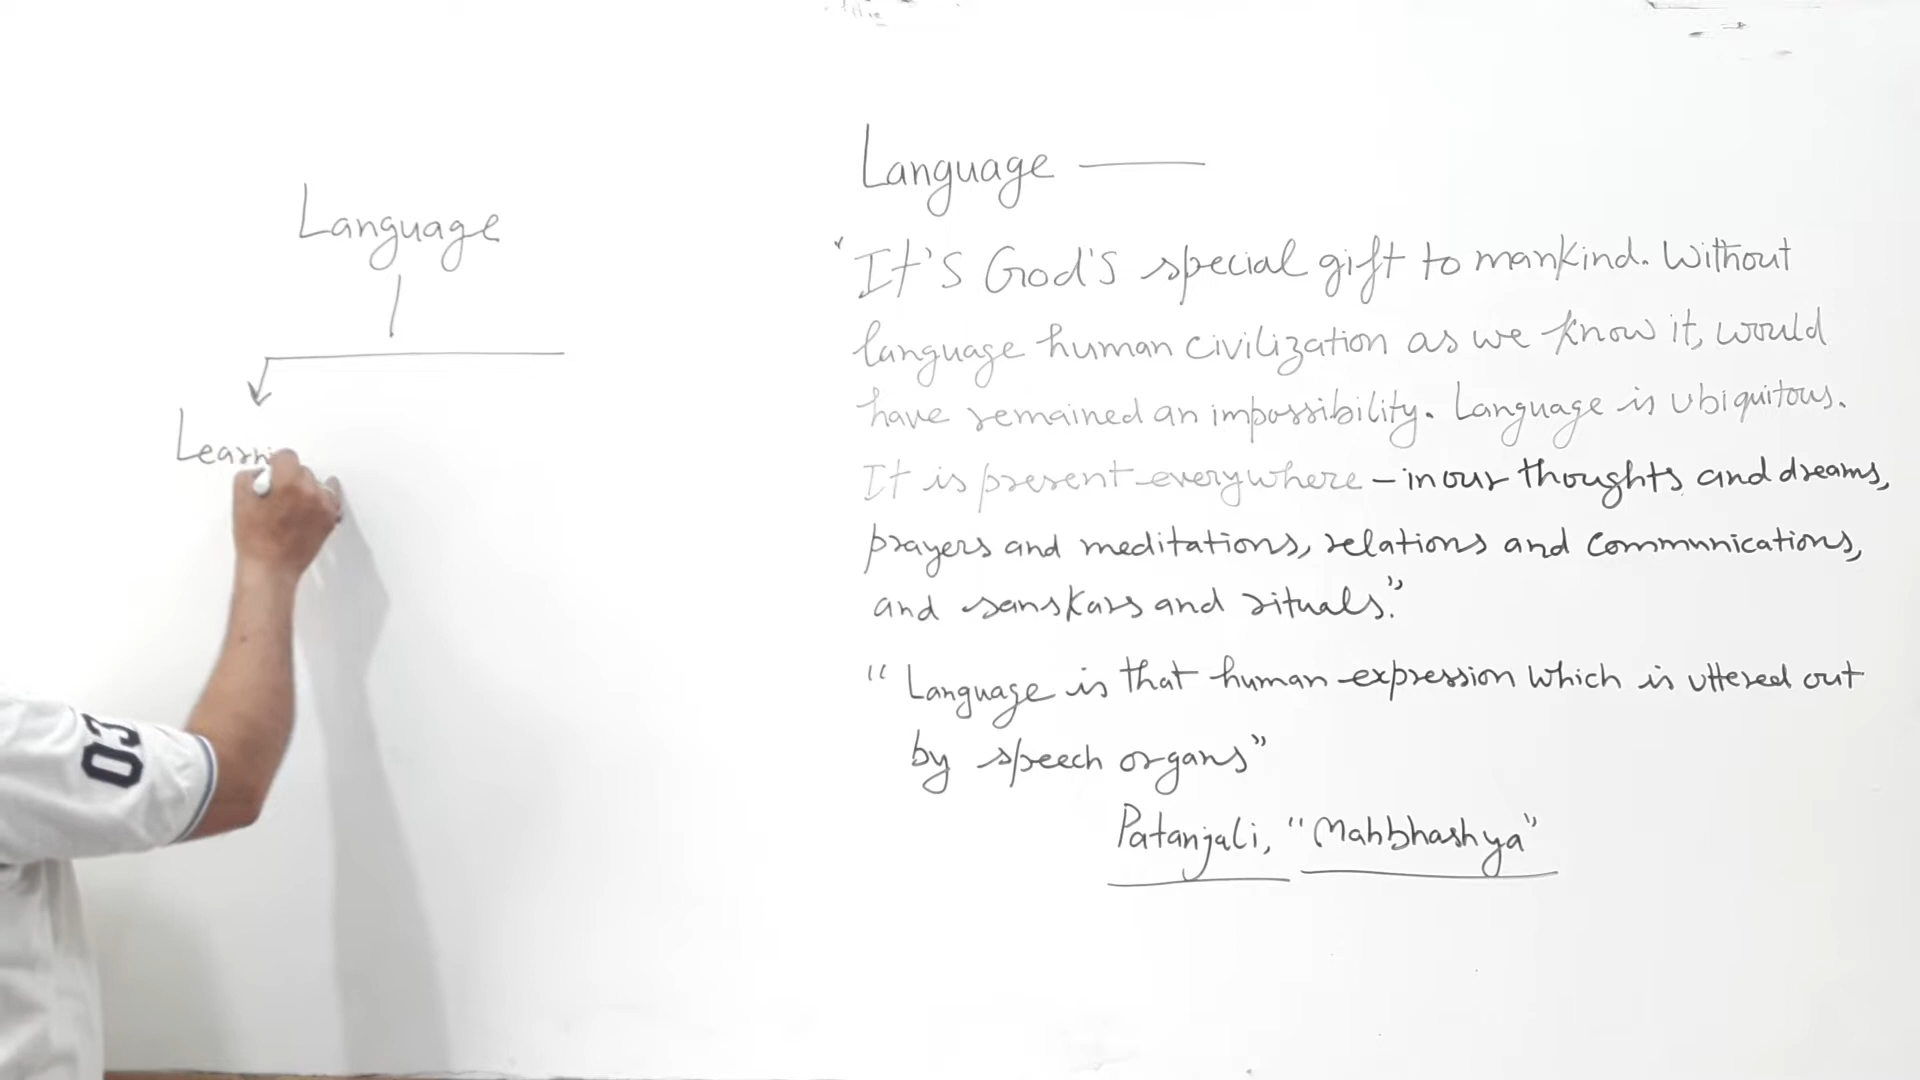 Language
Learni
Language —
"It's God's special gift to mankind. Without
language human civilization as we know it, would
have remained an impossibility. Language is ubiquitous.
It is present everywhere – in our thoughts and dreams,
prayers and meditations, relations and communications,
and sanskars and rituals."
"Language is that human expression which is uttered out
by speech organs"
Patanjali, "Mahbhashya"
03